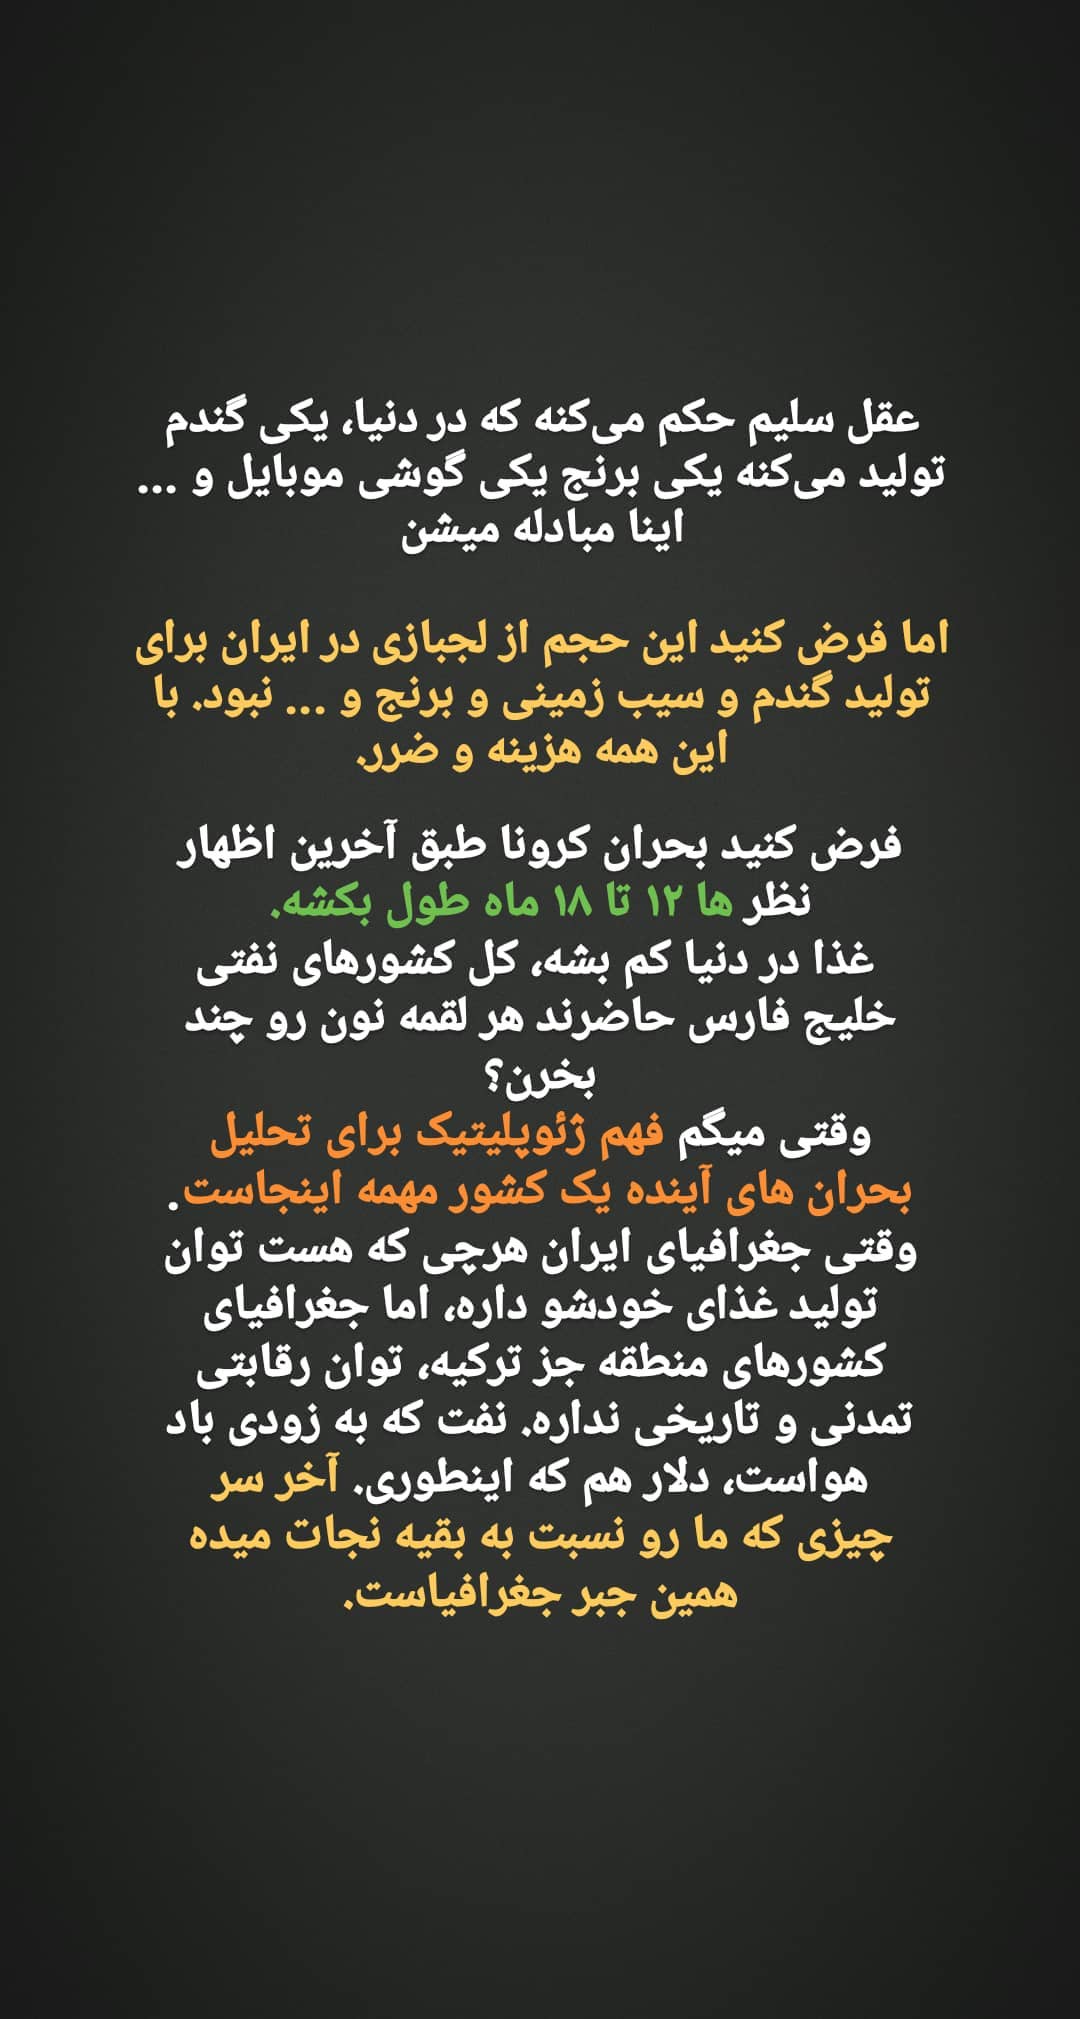 عقل سلیم حکم می‌کنه که در دنیا، یکی گندم
تولید می‌کنه یکی برنج یکی گوشی موبایل و ...
اینا مبادله میشن
اما فرض کنید این حجم از لجبازی در ایران برای
تولید گندم و سیب زمینی و برنج و ... نبود. با
این همه هزینه و ضرر.
فرض کنید بحران کرونا طبق آخرین اظهار
نظر ها ۱۲ تا ۱۸ ماه طول بکشه.
غذا در دنیا کم بشه، کل کشورهای نفتی
خلیج فارس حاضرند هر لقمه نون رو چند
بخرن؟
وقتی میگم فهم ژئوپلیتیک برای تحلیل
بحران های آینده یک کشور مهمه اینجاست.
وقتی جغرافیای ایران هرچی که هست توان
تولید غذای خودشو داره، اما جغرافیای
کشورهای منطقه جز ترکیه، توان رقابتی
تمدنی و تاریخی نداره. نفت که به زودی باد
هواست، دلار هم که اینطوری. آخر سر
چیزی که ما رو نسبت به بقیه نجات میده
همین جبر جغرافیاست.